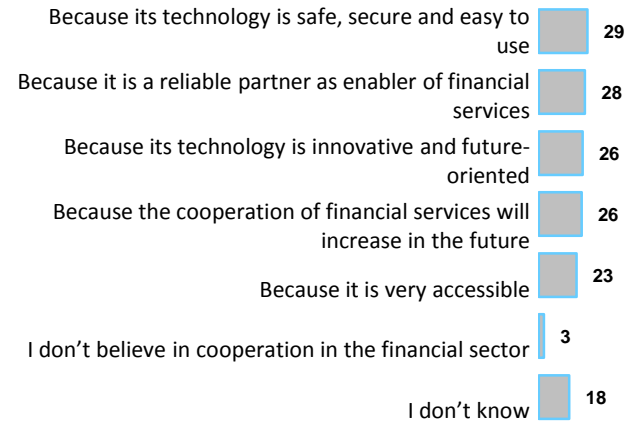 Because its technology is safe, secure and easy to
use
29
Because it is a reliable partner as enabler of financial
services
28
Because its technology is innovative and future-
oriented
26
Because the cooperation of financial services will
increase in the future
26
Because it is very accessible
23
I don’t believe in cooperation in the financial sector
3
I don’t know
18